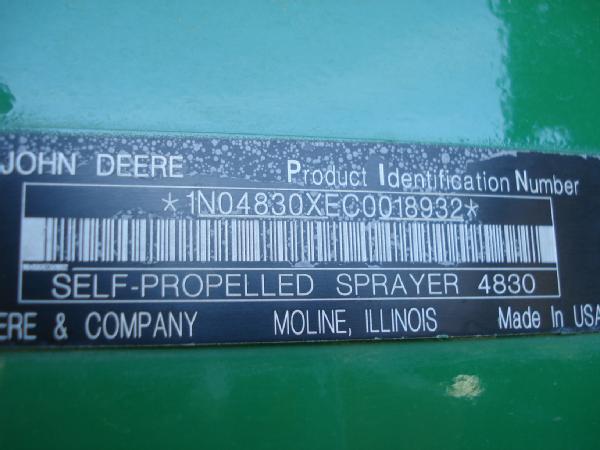 JOHN DEERE Product Identification Number
*1N04830XEC0018932*
SELF-PROPELLED SPRAYER 4830
ERE & COMPANY MOLINE, ILLINOIS Made In USA